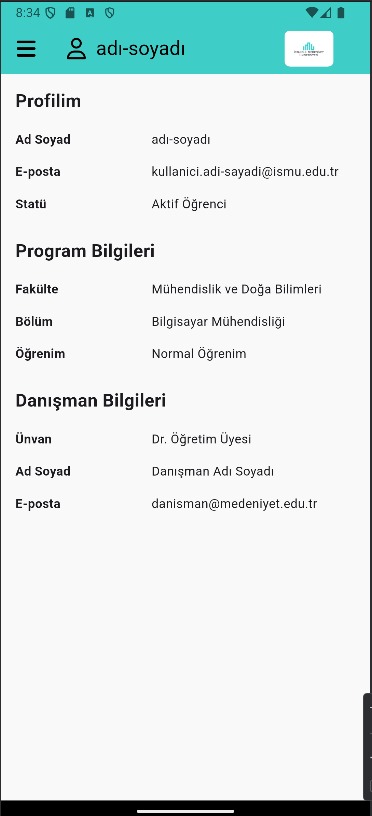 8:34
adı-soyadı
Profilim
Ad Soyad adı-soyadı
E-posta kullanici.adi-sayadi@ismu.edu.tr
Statü Aktif Öğrenci
Program Bilgileri
Fakülte Mühendislik ve Doğa Bilimleri
Bölüm Bilgisayar Mühendisliği
Öğrenim Normal Öğrenim
Danışman Bilgileri
Ünvan Dr. Öğretim Üyesi
Ad Soyad Danışman Adı Soyadı
E-posta danisman@medeniyet.edu.tr